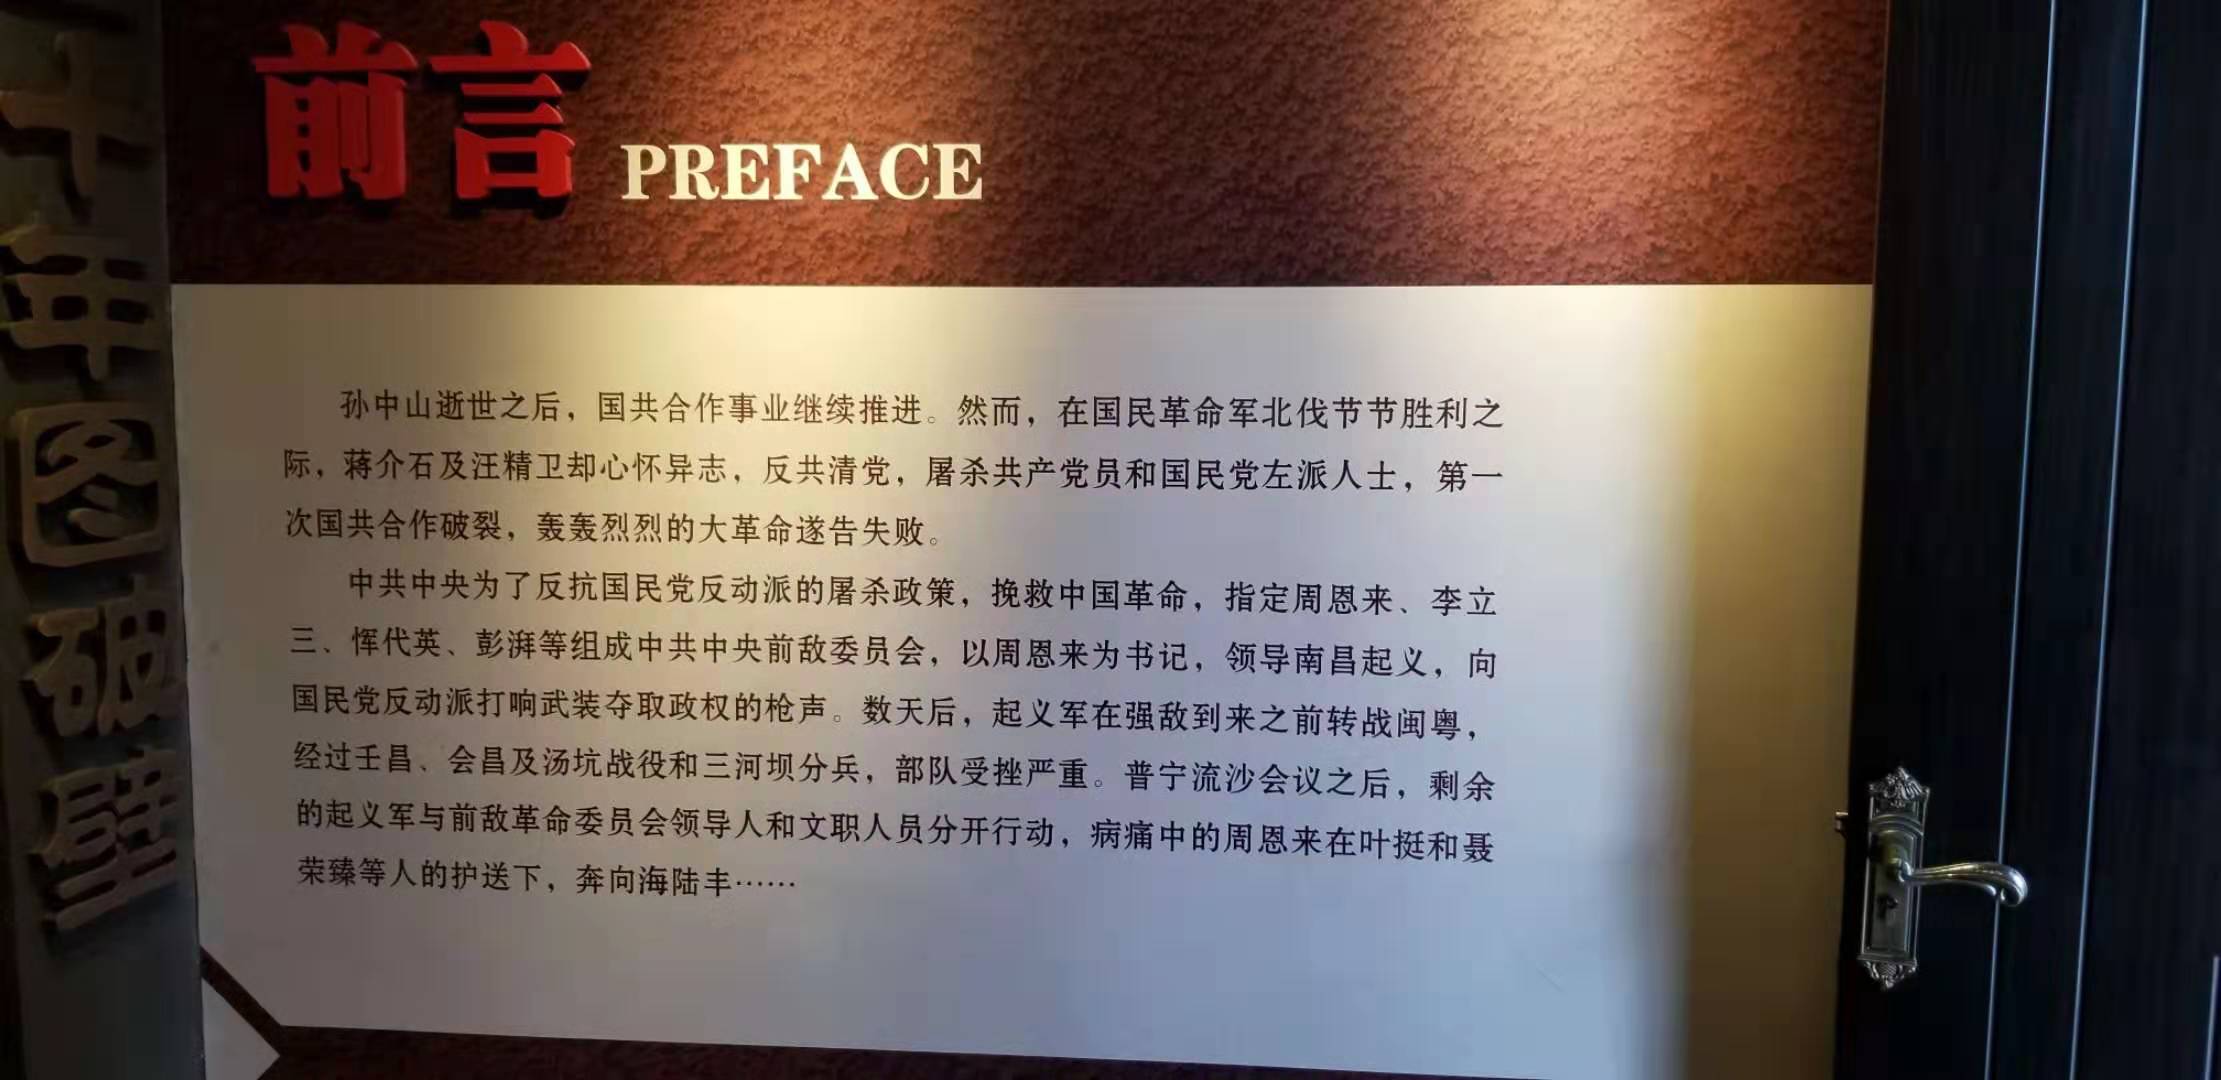 前言
PREFACE
孙中山逝世之后，国共合作事业继续推进。然而，在国民革命军北伐节节胜利之
际，蒋介石及汪精卫却心怀异志，反共清党，屠杀共产党员和国民党左派人士，第一
次国共合作破裂，轰轰烈烈的大革命遂告失败。
中共中央为了反抗国民党反动派的屠杀政策，挽救中国革命，指定周恩来、李立
三、恽代英、彭湃等组成中共中央前敌委员会，以周恩来为书记，领导南昌起义，向
国民党反动派打响武装夺取政权的枪声。数天后，起义军在强敌到来之前转战闽粤，
经过壬昌、会昌及汤坑战役和三河坝分兵，部队受挫严重。普宁流沙会议之后，剩余
的起义军与前敌革命委员会领导人和文职人员分开行动，病痛中的周恩来在叶挺和聂
荣臻等人的护送下，奔向海陆丰……
十年图破壁